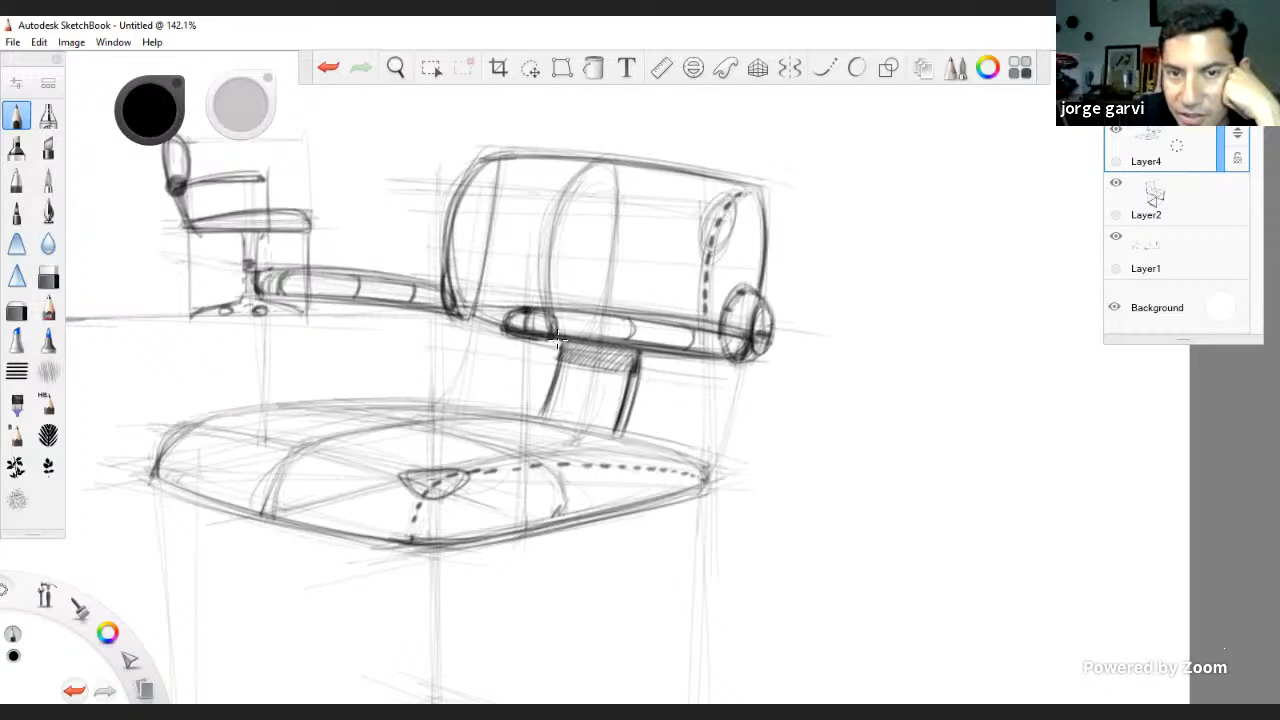 Autodesk SketchBook - Untitled @ 142.1%
File Edit Image Window Help
T
jorge garvi
Layer4
Layer2
Layer1
Background
HB
B
Powered by Zoom